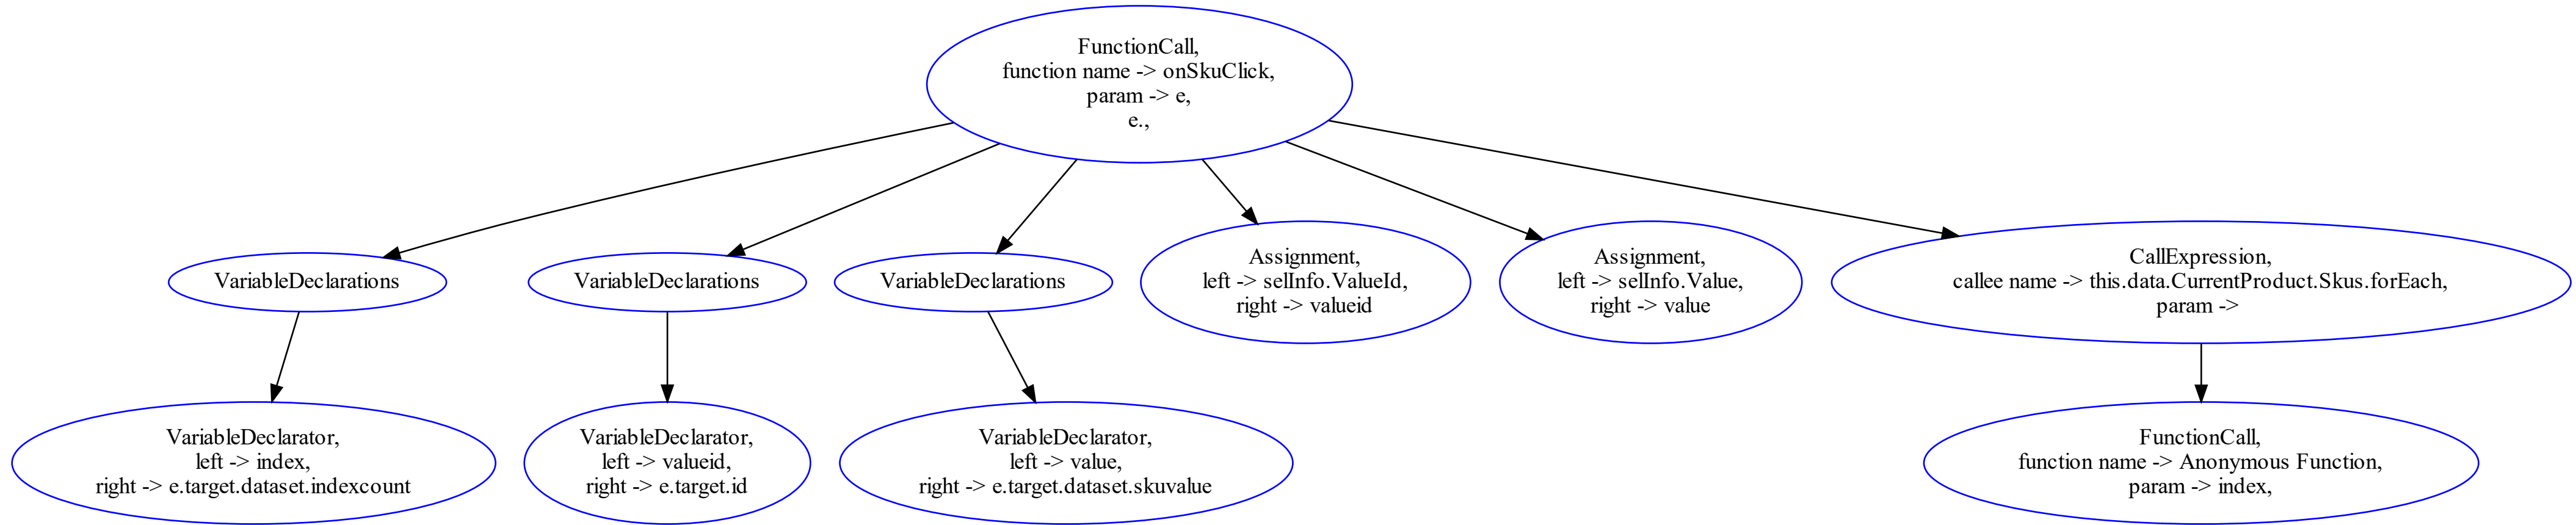 FunctionCall,
function name -> onSkuClick,
param -> e,
e.,
VariableDeclarations
VariableDeclarations
VariableDeclarations
Assignment,
left -> selInfo.ValueId,
right -> valueid
Assignment,
left -> selInfo.Value,
right -> value
CallExpression,
callee name -> this.data.CurrentProduct.Skus.forEach,
param ->
VariableDeclarator,
left -> index,
right -> e.target.dataset.indexcount
VariableDeclarator,
left -> valueid,
right -> e.target.id
VariableDeclarator,
left -> value,
right -> e.target.dataset.skuvalue
FunctionCall,
function name -> Anonymous Function,
param -> index,